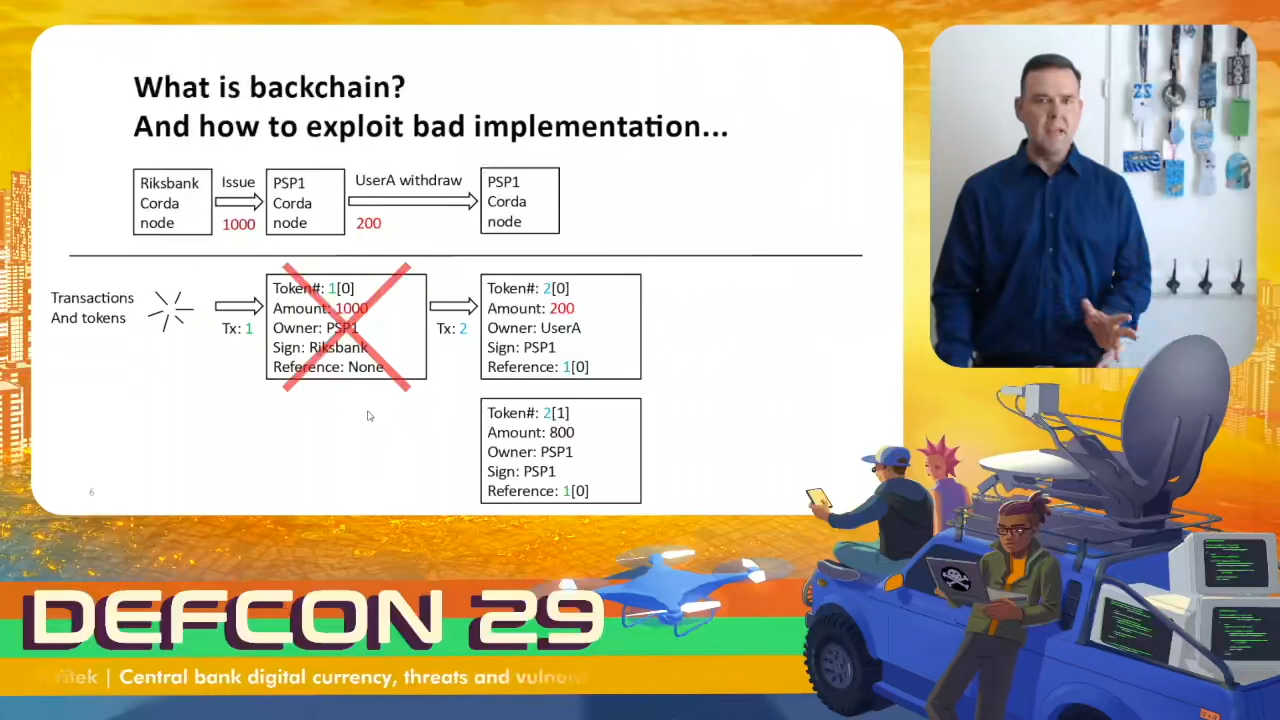 What is backchain?
And how to exploit bad implementation...
Riksbank
Corda
node
Issue
1000
PSP1
Corda
node
UserA withdraw
200
PSP1
Corda
node
Transactions
And tokens
Tx: 1
Token#: 1[0]
Amount: 1000
Owner: PSP1
Sign: Riksbank
Reference: None
Tx: 2
Token#: 2[0]
Amount: 200
Owner: UserA
Sign: PSP1
Reference: 1[0]
Token#: 2[1]
Amount: 800
Owner: PSP1
Sign: PSP1
Reference: 1[0]
6
DEFCON 29
| Central bank digital currency, threats and